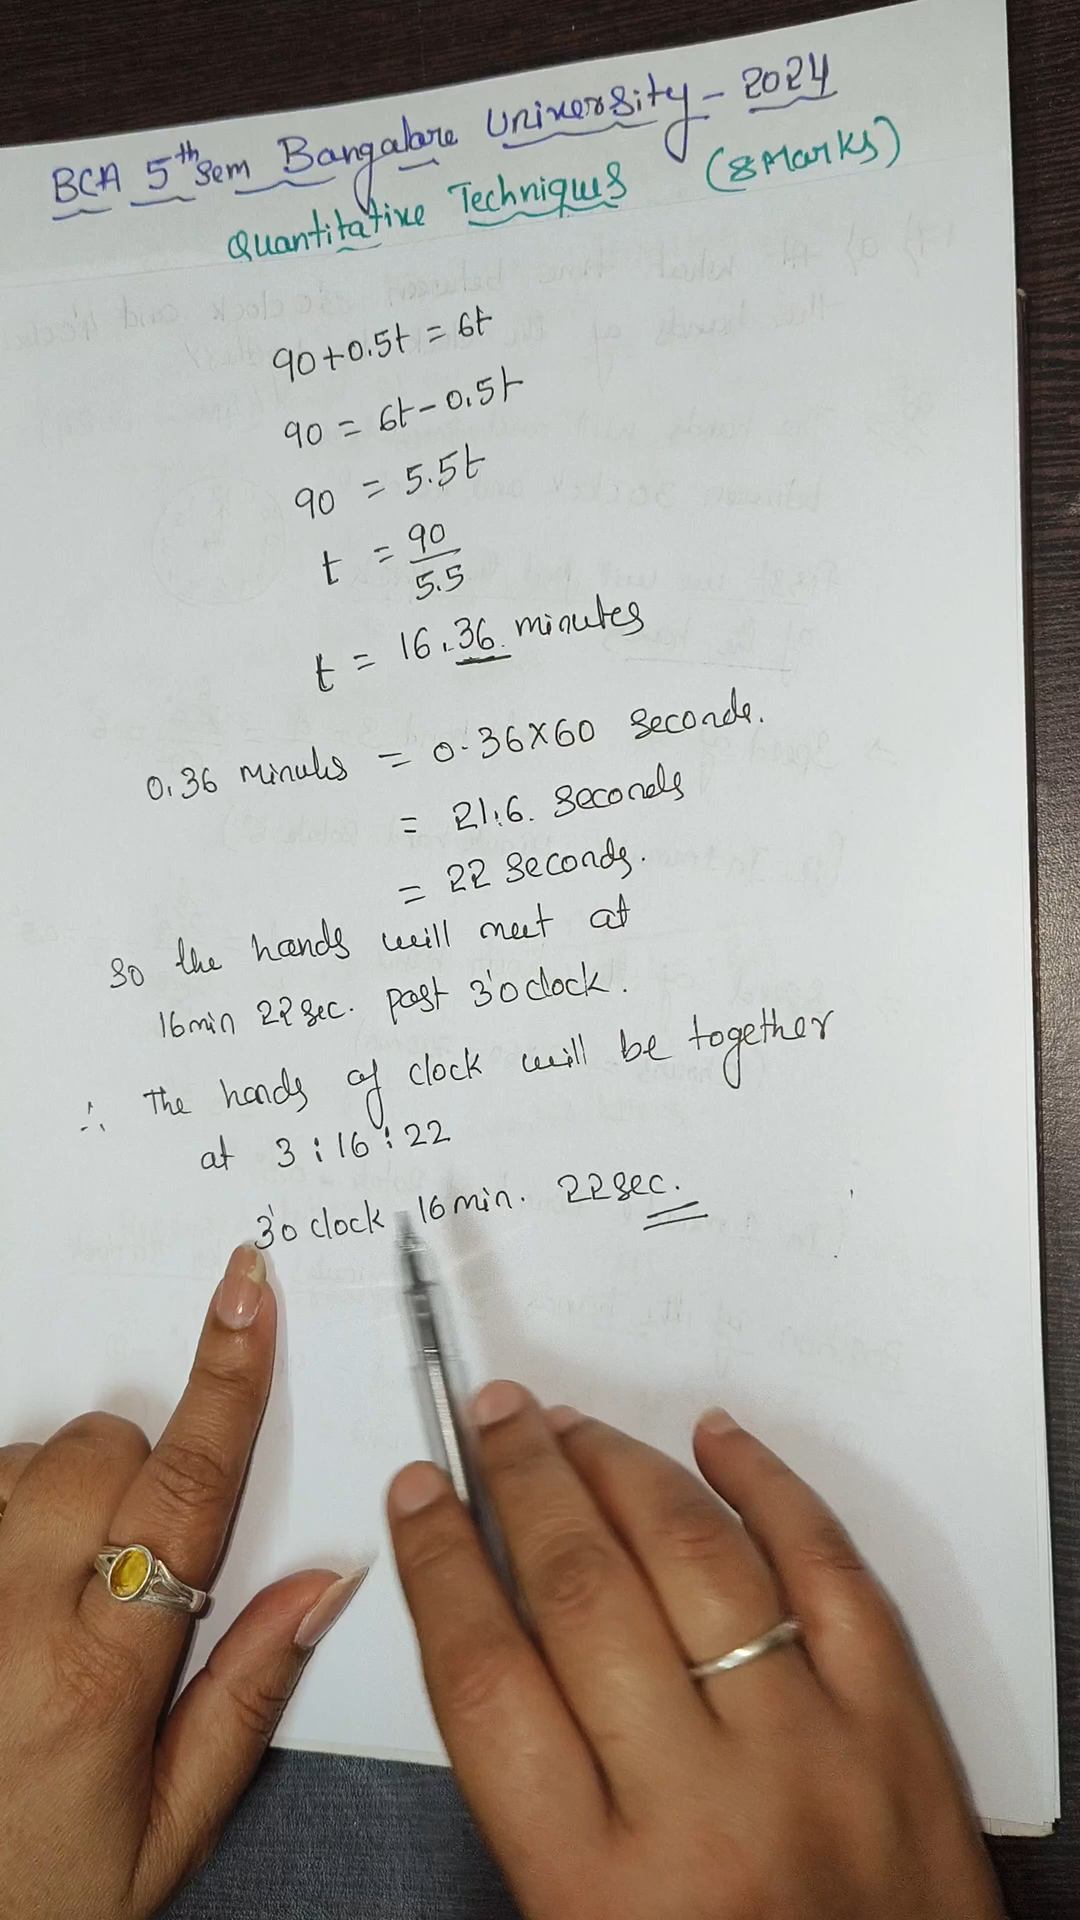 BCA 5th Sem Bangalore University - 2024
Quantitative Techniques (8 Marks)
90+0.5t = 6t
90 = 6t - 0.5t
90 = 5.5t
t = 90/5.5
t = 16.36 minutes
0.36 Minutes = 0.36×60 Seconds.
= 21.6. Seconds
= 22 Seconds.
So the hands will meet at
16min 22 Sec. past 3'o clock.
∴ The hands of clock will be together
at 3:16:22
3'o clock 16 min. 22 sec.